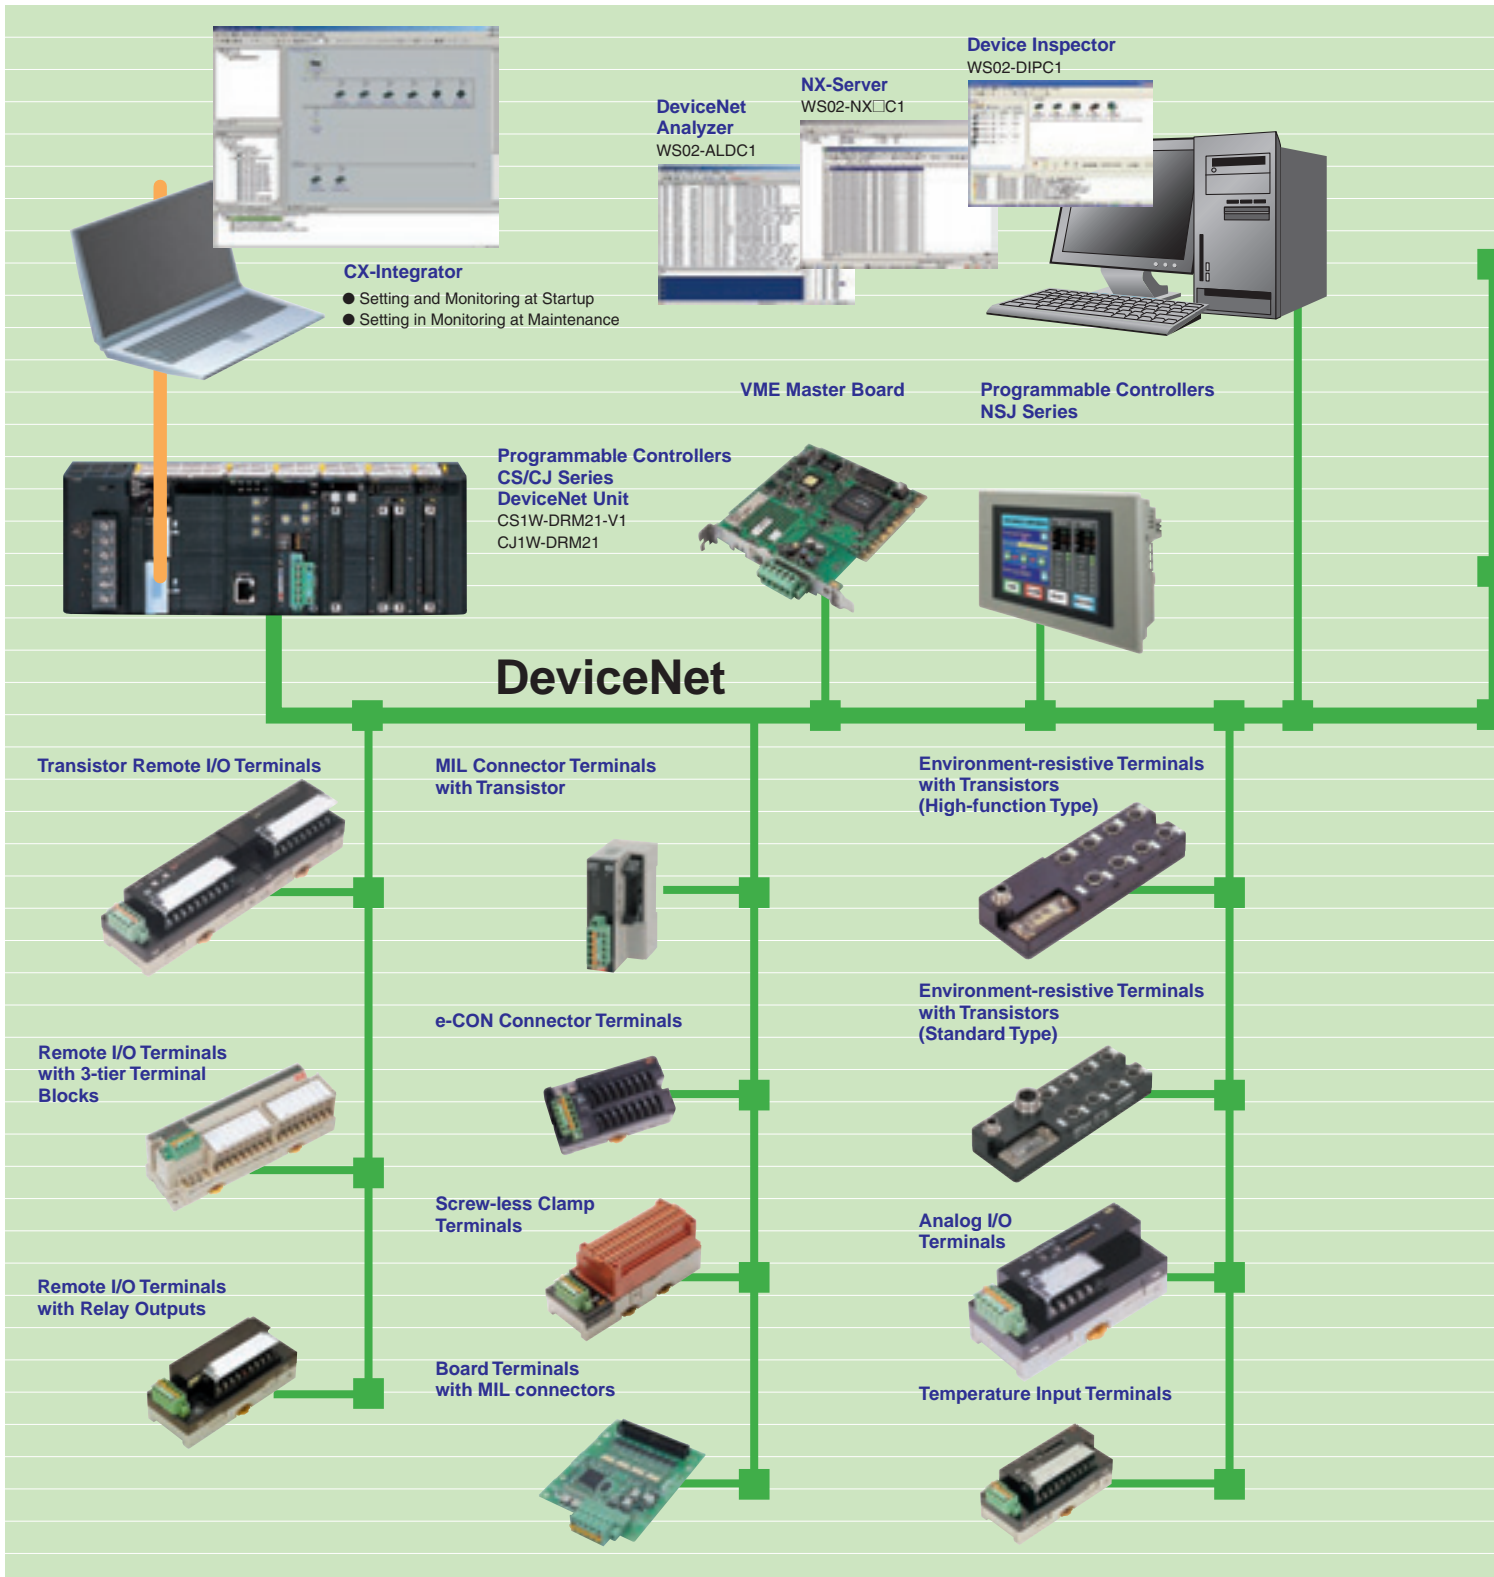 Device Inspector
WS02-DIPC1
NX-Server
WS02-NX□C1
DeviceNet
Analyzer
WS02-ALDC1
CX-Integrator
● Setting and Monitoring at Startup
● Setting in Monitoring at Maintenance
VME Master Board
Programmable Controllers
NSJ Series
Programmable Controllers
CS/CJ Series
DeviceNet Unit
CS1W-DRM21-V1
CJ1W-DRM21
DeviceNet
Transistor Remote I/O Terminals
MIL Connector Terminals
with Transistor
Environment-resistive Terminals
with Transistors
(High-function Type)
Remote I/O Terminals
with 3-tier Terminal
Blocks
e-CON Connector Terminals
Environment-resistive Terminals
with Transistors
(Standard Type)
Screw-less Clamp
Terminals
Analog I/O
Terminals
Remote I/O Terminals
with Relay Outputs
Board Terminals
with MIL connectors
Temperature Input Terminals